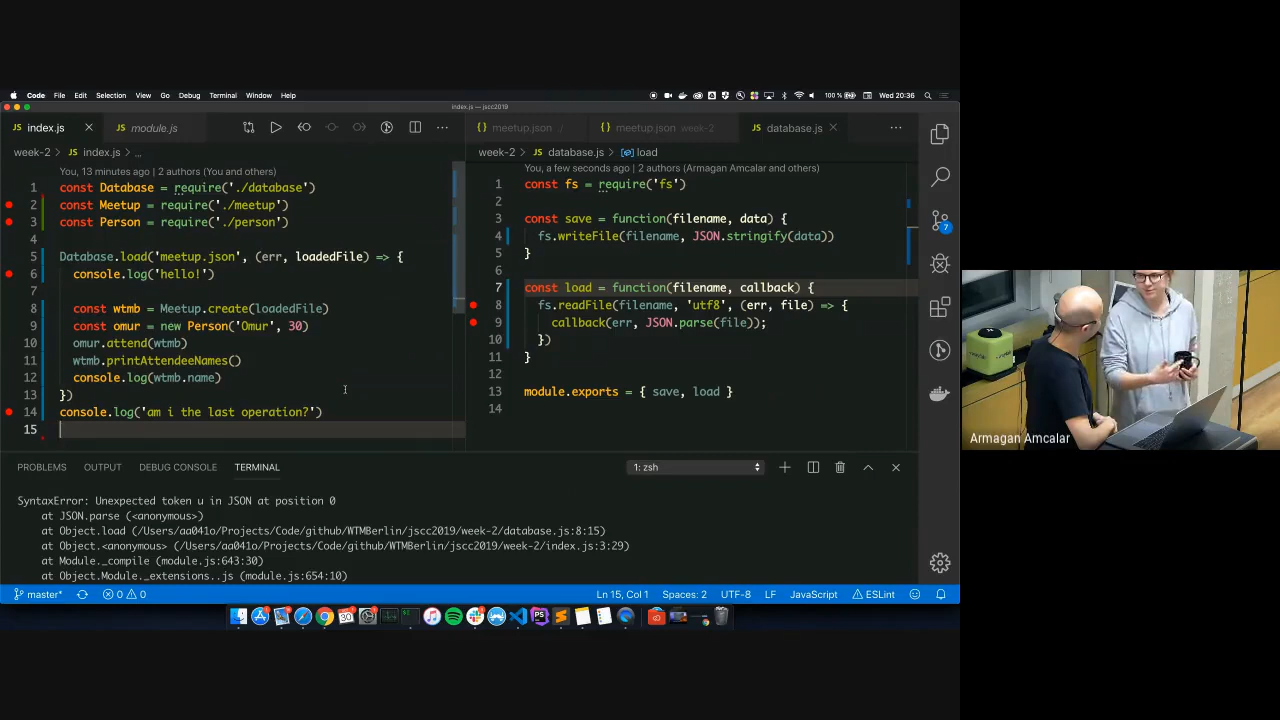 Code File Edit Selection View Go Debug Terminal Window Help 100% Wed 20:36
index.js — jscc2019
index.js module.js meetup.json / meetup.json week-2 database.js
week-2 > index.js > ...
week-2 > database.js > load
You, 13 minutes ago | 2 authors (You and others)
1 const Database = require('./database')
2 const Meetup = require('./meetup')
3 const Person = require('./person')
4
5 Database.load('meetup.json', (err, loadedFile) => {
6 console.log('hello!')
7
8 const wtmb = Meetup.create(loadedFile)
9 const omur = new Person('Omur', 30)
10 omur.attend(wtmb)
11 wtmb.printAttendeeNames()
12 console.log(wtmb.name)
13 })
14 console.log('am i the last operation?')
15
You, a few seconds ago | 2 authors (Armagan Amcalar and others)
1 const fs = require('fs')
2
3 const save = function(filename, data) {
4 fs.writeFile(filename, JSON.stringify(data))
5 }
6
7 const load = function(filename, callback) {
8 fs.readFile(filename, 'utf8', (err, file) => {
9 callback(err, JSON.parse(file));
10 })
11 }
12
13 module.exports = { save, load }
14
7
PROBLEMS OUTPUT DEBUG CONSOLE TERMINAL 1: zsh
SyntaxError: Unexpected token u in JSON at position 0
at JSON.parse (<anonymous>)
at Object.load (/Users/aa041o/Projects/Code/github/WTMBerlin/jscc2019/week-2/database.js:8:15)
at Object.<anonymous> (/Users/aa041o/Projects/Code/github/WTMBerlin/jscc2019/week-2/index.js:3:29)
at Module._compile (module.js:643:30)
at Object.Module._extensions..js (module.js:654:10)
master* 0 0 Ln 15, Col 1 Spaces: 2 UTF-8 LF JavaScript ESLint
Armagan Amcalar